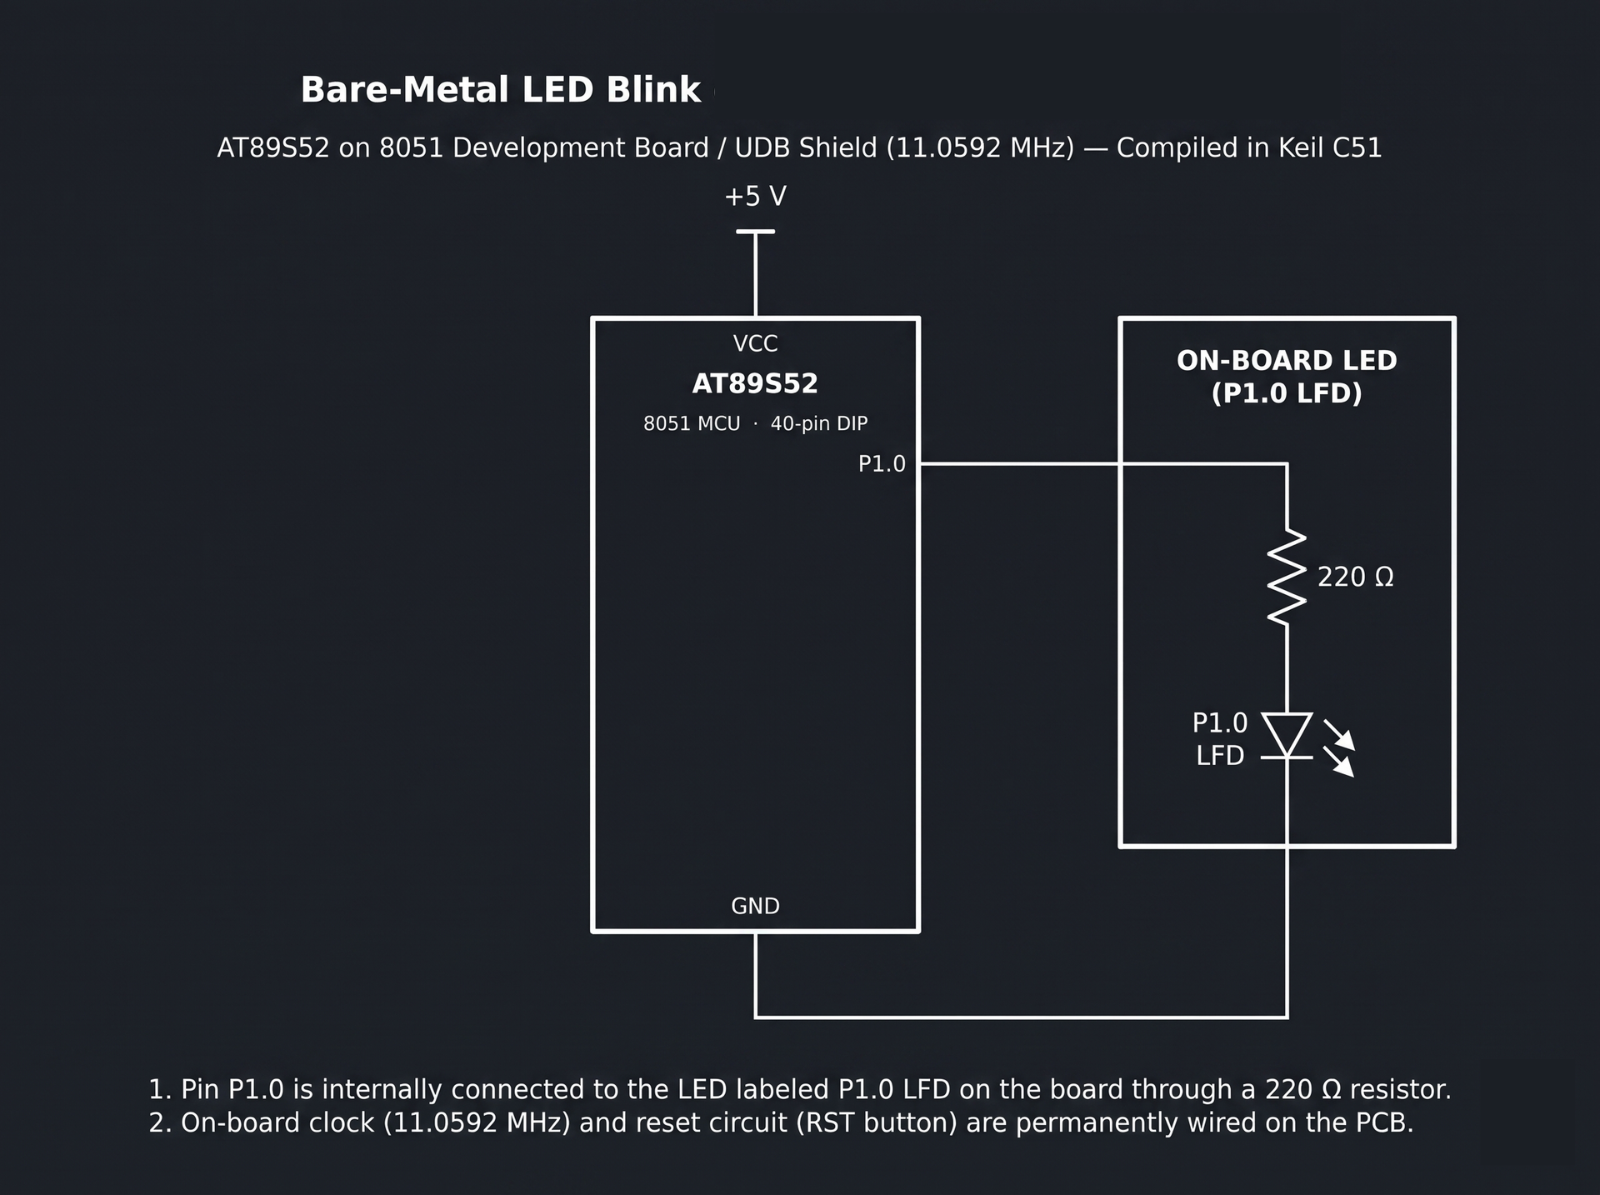 Bare-Metal LED Blink
AT89S52 on 8051 Development Board / UDB Shield (11.0592 MHz) — Compiled in Keil C51
+5 V
VCC
AT89S52
8051 MCU · 40-pin DIP
P1.0
GND
ON-BOARD LED
(P1.0 LFD)
220 Ω
P1.0
LFD
1. Pin P1.0 is internally connected to the LED labeled P1.0 LFD on the board through a 220 Ω resistor.
2. On-board clock (11.0592 MHz) and reset circuit (RST button) are permanently wired on the PCB.